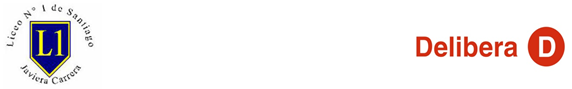 Liceo N° 1 de Santiago
L1
Javiera Carrera
Delibera D